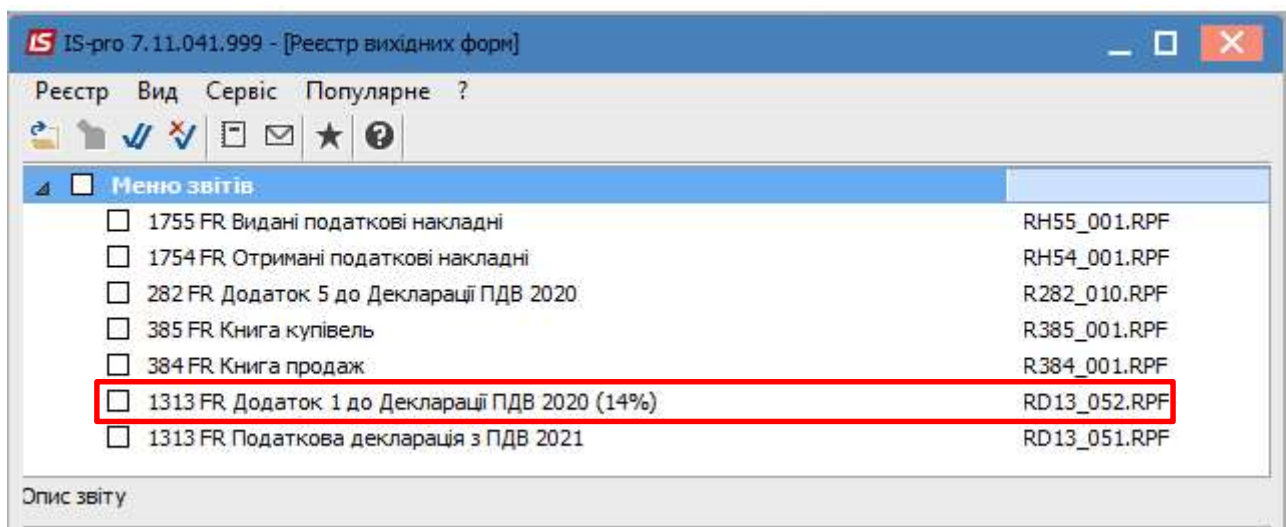 IS IS-pro 7.11.041.999 - [Реєстр вихідних форм]
Реєстр Вид Сервіс Популярне ?
Меню звітів
1755 FR Видані податкові накладні RH55_001.RPF
1754 FR Отримані податкові накладні RH54_001.RPF
282 FR Додаток 5 до Декларації ПДВ 2020 R282_010.RPF
385 FR Книга купівель R385_001.RPF
384 FR Книга продаж R384_001.RPF
1313 FR Додаток 1 до Декларації ПДВ 2020 (14%) RD13_052.RPF
1313 FR Податкова декларація з ПДВ 2021 RD13_051.RPF
Опис звіту